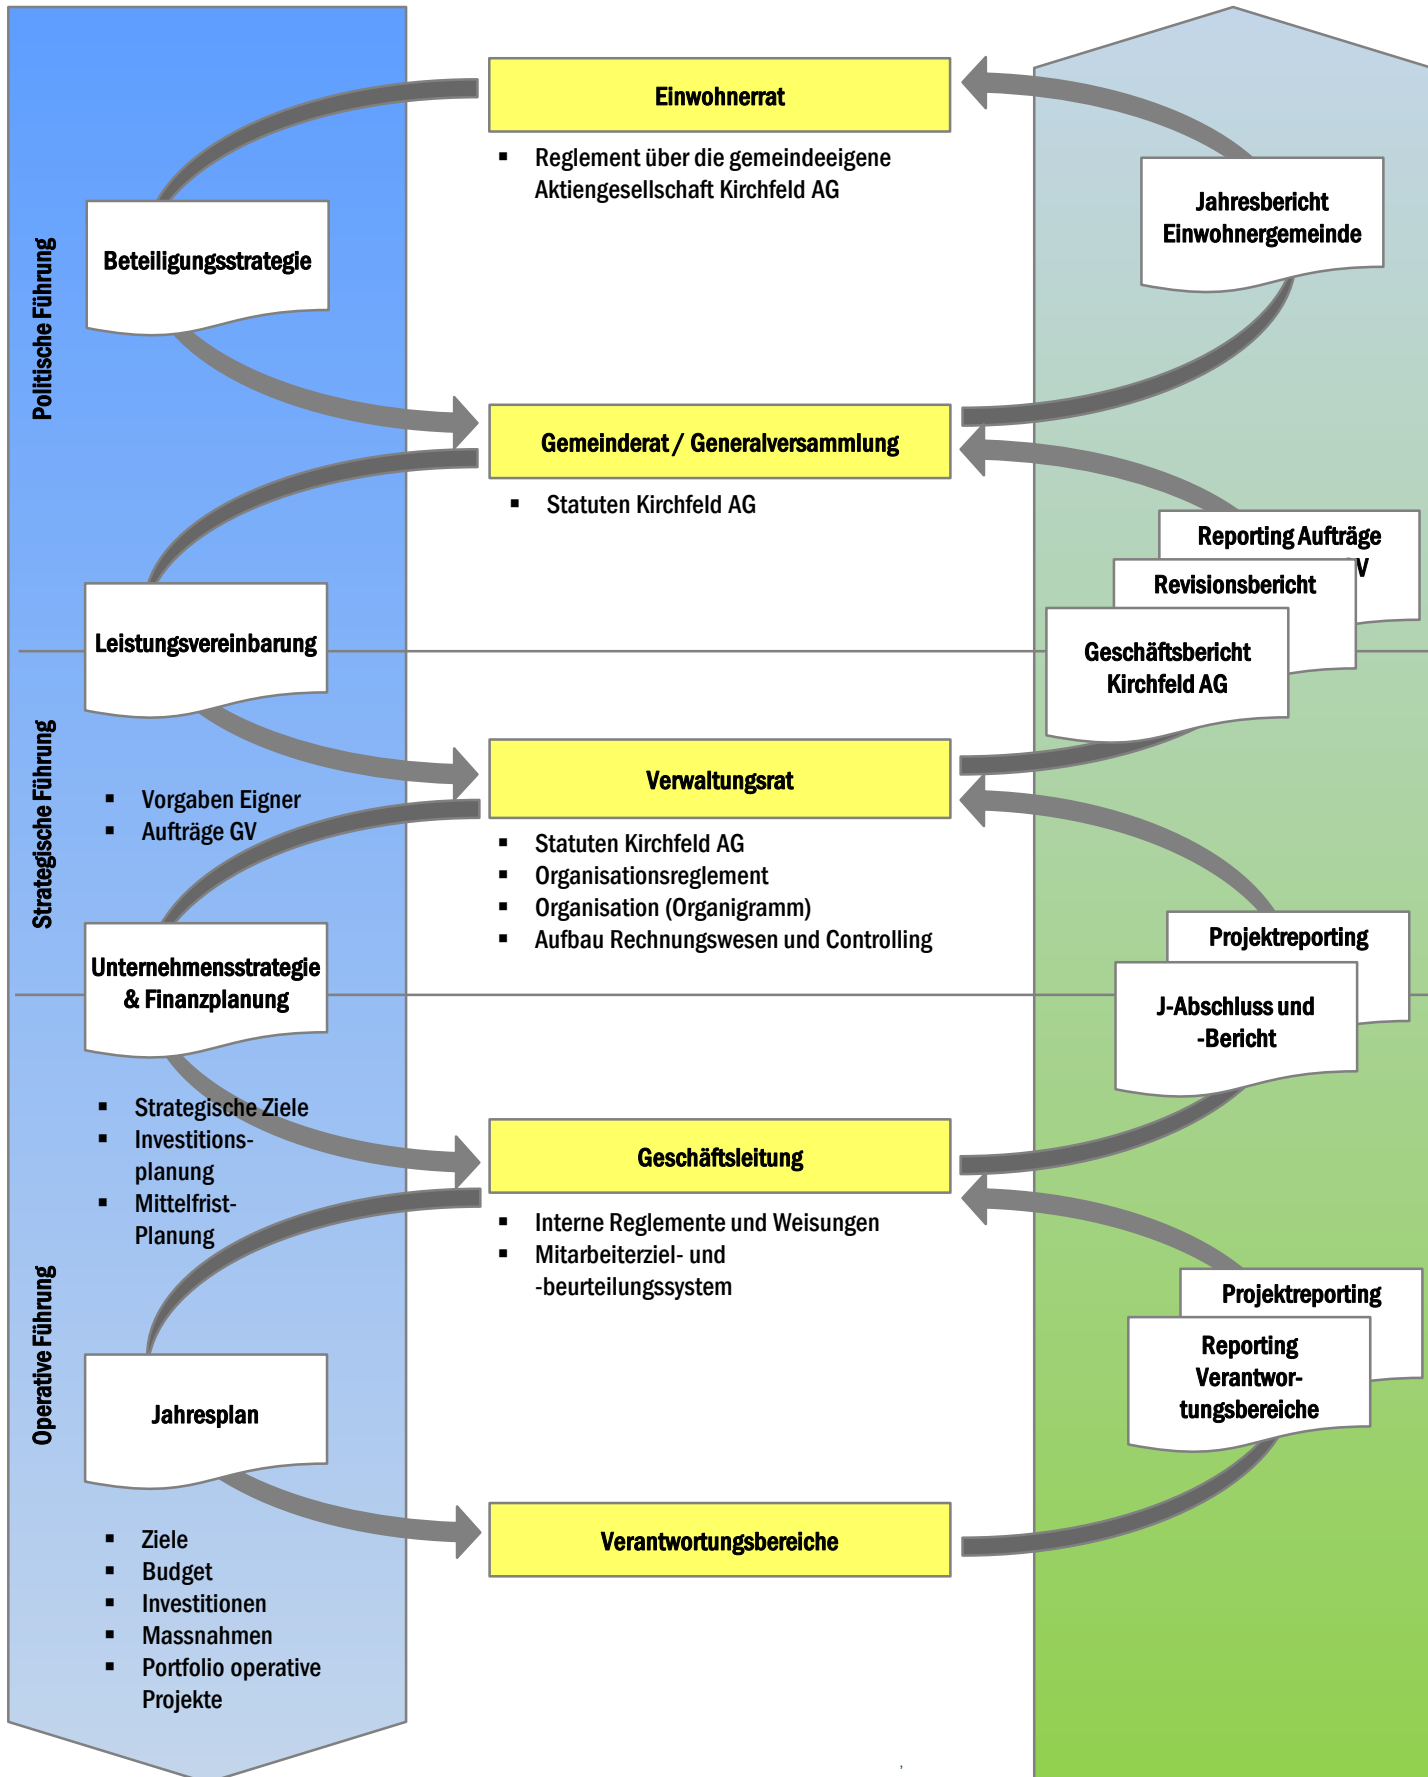 Einwohnerrat
Reglement über die gemeindeeigene
Aktiengesellschaft Kirchfeld AG
Jahresbericht
Einwohnergemeinde
Beteiligungsstrategie
Politische Führung
Gemeinderat / Generalversammlung
Statuten Kirchfeld AG
Reporting Aufträge
V
Revisionsbericht
Geschäftsbericht
Kirchfeld AG
Leistungsvereinbarung
Strategische Führung
Vorgaben Eigner
Aufträge GV
Verwaltungsrat
Statuten Kirchfeld AG
Organisationsreglement
Organisation (Organigramm)
Aufbau Rechnungswesen und Controlling
Projektreporting
J-Abschluss und
-Bericht
Unternehmensstrategie
& Finanzplanung
Strategische Ziele
Investitions-
planung
Mittelfrist-
Planung
Geschäftsleitung
Interne Reglemente und Weisungen
Mitarbeiterziel- und
-beurteilungssystem
Projektreporting
Reporting
Verantwor-
tungsbereiche
Operative Führung
Jahresplan
Verantwortungsbereiche
Ziele
Budget
Investitionen
Massnahmen
Portfolio operative
Projekte
,